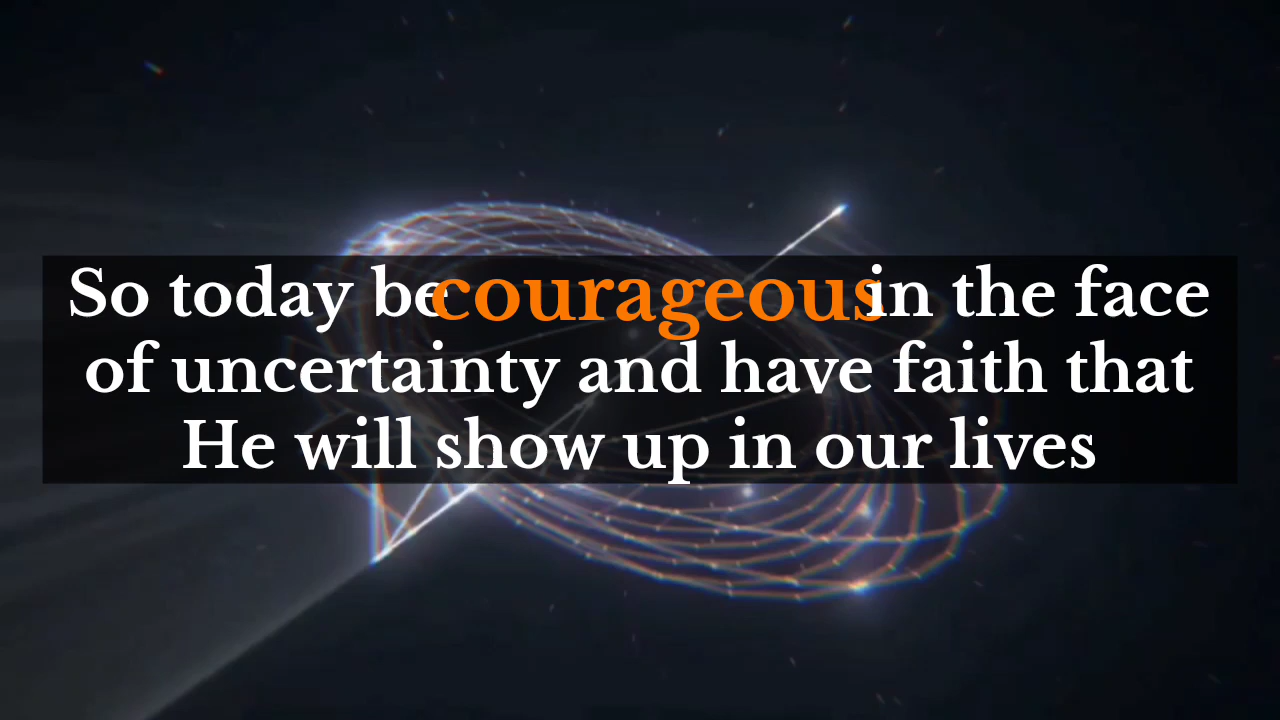 So today be courageous in the face
of uncertainty and have faith that
He will show up in our lives